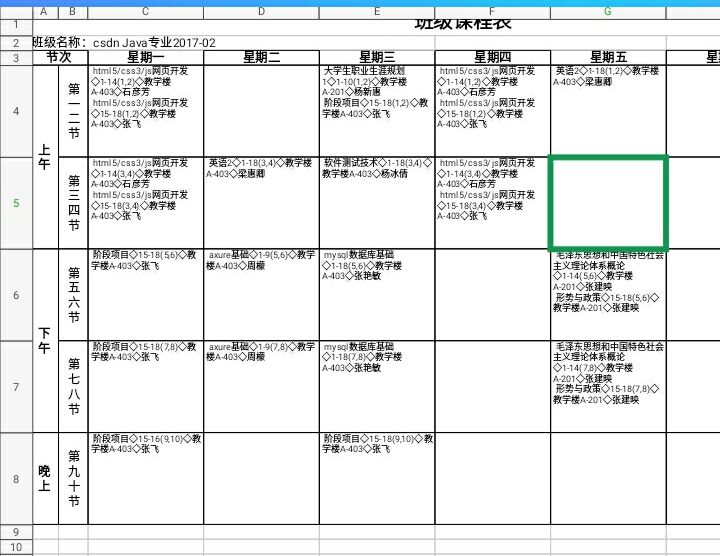 A B C D E F G
1 班级课程表
2 班级名称：csdn Java专业2017-02
3 节次 星期一 星期二 星期三 星期四 星期五
4
上午
第一二节
html5/css3/js网页开发
◇1-14(1,2)◇教学楼
A-403◇石彦芳
html5/css3/js网页开发
◇15-18(1,2)◇教学楼
A-403◇张飞
大学生职业生涯规划
1◇1-10(1,2)◇教学楼
A-201◇杨新惠
阶段项目◇15-18(1,2)◇教
学楼A-403◇张飞
html5/css3/js网页开发
◇1-14(1,2)◇教学楼
A-403◇石彦芳
html5/css3/js网页开发
◇15-18(1,2)◇教学楼
A-403◇张飞
英语2◇1-18(1,2)◇教学楼
A-403◇梁惠卿
5
第三四节
html5/css3/js网页开发
◇1-14(3,4)◇教学楼
A-403◇石彦芳
html5/css3/js网页开发
◇15-18(3,4)◇教学楼
A-403◇张飞
英语2◇1-18(3,4)◇教学楼
A-403◇梁惠卿
软件测试技术◇1-18(3,4)◇
教学楼A-403◇杨冰倩
html5/css3/js网页开发
◇1-14(3,4)◇教学楼
A-403◇石彦芳
html5/css3/js网页开发
◇15-18(3,4)◇教学楼
A-403◇张飞
6
下午
第五六节
阶段项目◇15-18(5,6)◇教
学楼A-403◇张飞
axure基础◇1-9(5,6)◇教学
楼A-403◇周檬
mysql数据库基础
◇1-18(5,6)◇教学楼
A-403◇张艳敏
毛泽东思想和中国特色社会
主义理论体系概论
◇1-14(5,6)◇教学楼
A-201◇张建映
形势与政策◇15-18(5,6)◇
教学楼A-201◇张建映
7
第七八节
阶段项目◇15-18(7,8)◇教
学楼A-403◇张飞
axure基础◇1-9(7,8)◇教学
楼A-403◇周檬
mysql数据库基础
◇1-18(7,8)◇教学楼
A-403◇张艳敏
毛泽东思想和中国特色社会
主义理论体系概论
◇1-14(7,8)◇教学楼
A-201◇张建映
形势与政策◇15-18(7,8)◇
教学楼A-201◇张建映
8
晚上
第九十节
阶段项目◇15-16(9,10)◇教
学楼A-403◇张飞
阶段项目◇15-18(9,10)◇教
学楼A-403◇张飞
9
10